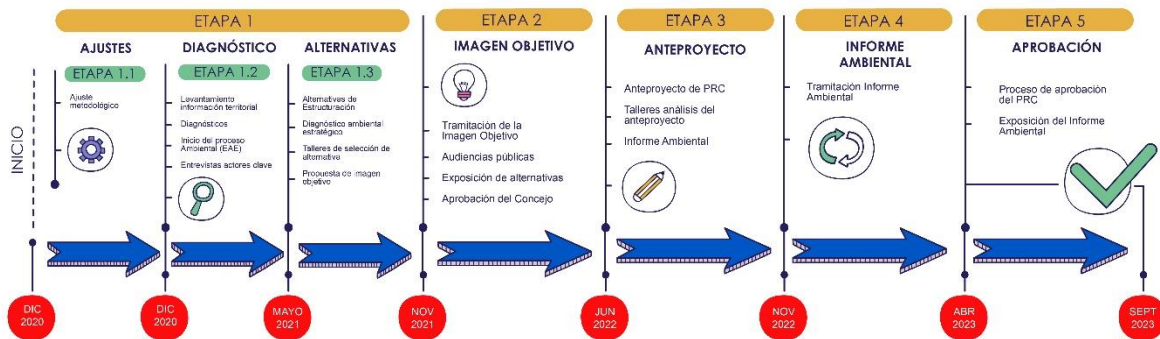 ETAPA 1
AJUSTES
ETAPA 1.1
Ajuste
metodológico
DIAGNÓSTICO
ETAPA 1.2
Levantamiento
información territorial
Diagnósticos
Inicio del proceso
Ambiental (EAE)
Entrevistas actores clave
ALTERNATIVAS
ETAPA 1.3
Alternativas de
Estructuración
Diagnóstico ambiental
estratégico
Talleres de selección de
alternativa
Propuesta de imagen
objetivo
ETAPA 2
IMAGEN OBJETIVO
Tramitación de la
Imagen Objetivo
Audiencias públicas
Exposición de alternativas
Aprobación del Concejo
ETAPA 3
ANTEPROYECTO
Anteproyecto de PRC
Talleres análisis del
anteproyecto
Informe Ambiental
ETAPA 4
INFORME
AMBIENTAL
Tramitación Informe
Ambiental
ETAPA 5
APROBACIÓN
Proceso de aprobación
del PRC
Exposición del Informe
Ambiental
INICIO
DIC
2020
DIC
2020
MAYO
2021
NOV
2021
JUN
2022
NOV
2022
ABR
2023
SEPT
2023